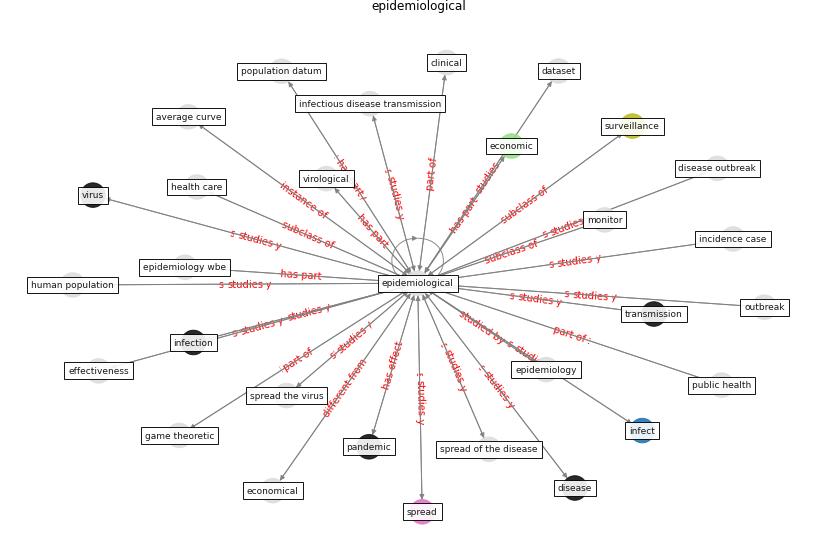 epidemiological
clinical
population datum
dataset
infectious disease transmission
average curve
surveillance
economic
disease outbreak
virological
health care
virus
monitor
part of
s studies y
has part
studies
instance of
subclass of
has part
subclass of
s studies
incidence case
s studies y
subclass of
s studies y
epidemiology wbe
has part
epidemiological
human population
s studies y
s studies y
s studies y
outbreak
transmission
infection
s studies y
s studies y
studied by
part of
effectiveness
part of
s studies y
has effect
s studies y
epidemiology
public health
different from
s studies y
s studies y
spread the virus
game theoretic
infect
pandemic
spread of the disease
economical
disease
spread